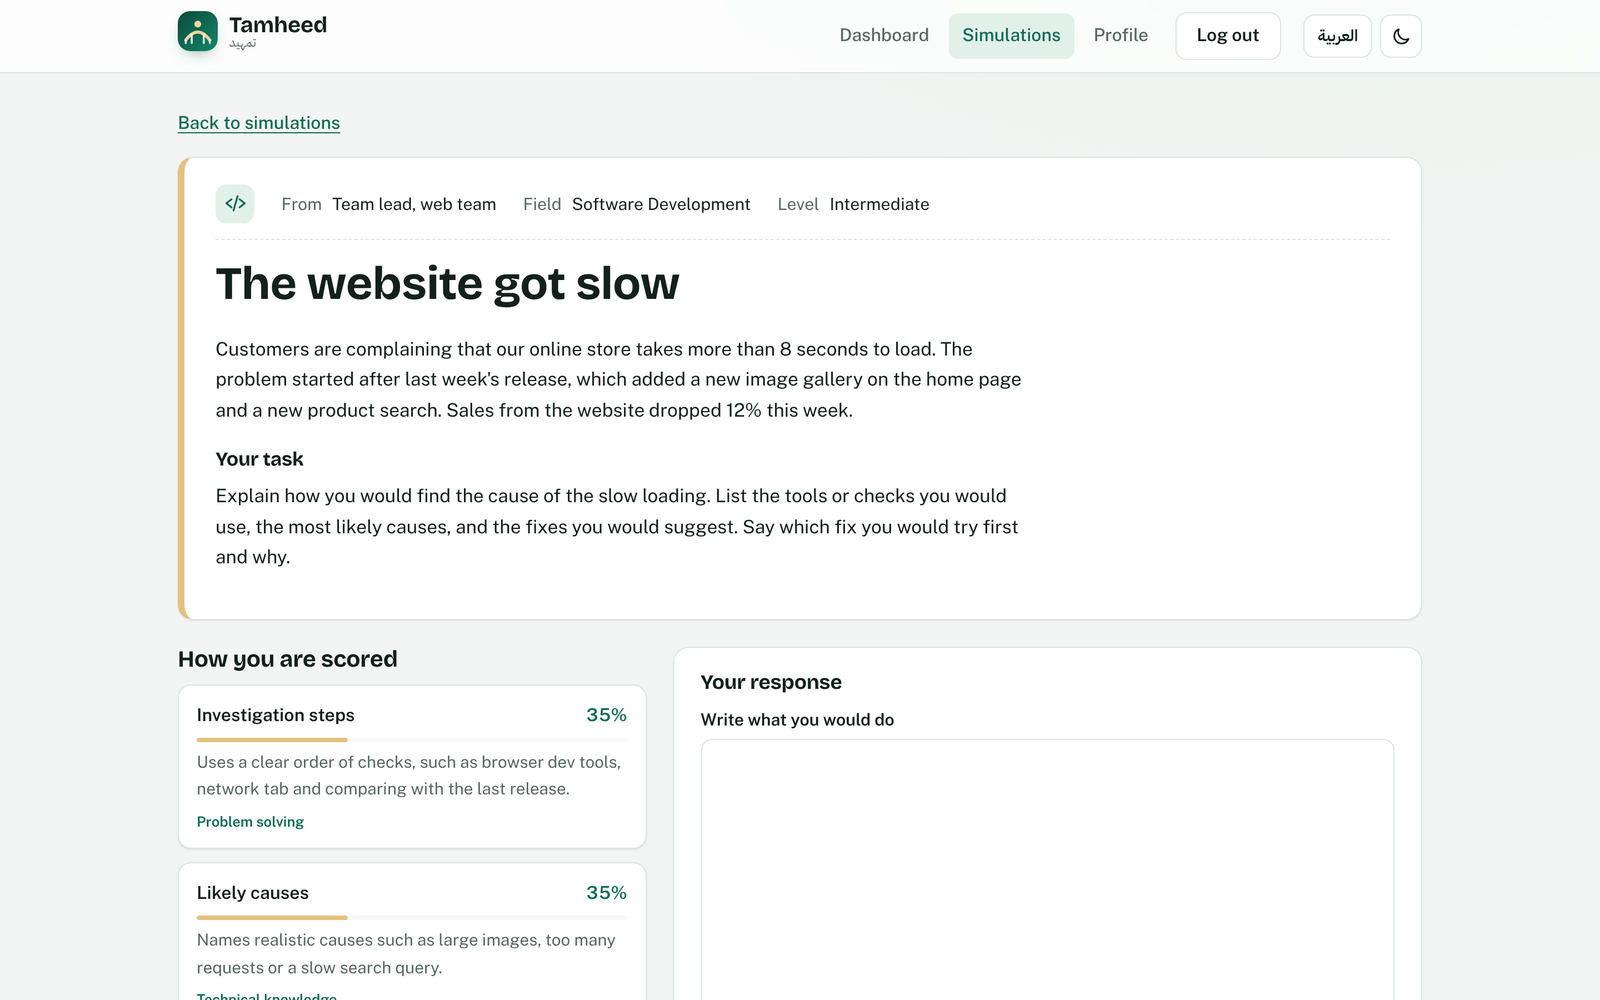 Tamheed
تمهيد
Dashboard
Simulations
Profile
Log out
العربية
Back to simulations
From Team lead, web team Field Software Development Level Intermediate
The website got slow
Customers are complaining that our online store takes more than 8 seconds to load. The
problem started after last week's release, which added a new image gallery on the home page
and a new product search. Sales from the website dropped 12% this week.
Your task
Explain how you would find the cause of the slow loading. List the tools or checks you would
use, the most likely causes, and the fixes you would suggest. Say which fix you would try first
and why.
How you are scored
Investigation steps 35%
Uses a clear order of checks, such as browser dev tools,
network tab and comparing with the last release.
Problem solving
Likely causes 35%
Names realistic causes such as large images, too many
requests or a slow search query.
Technical knowledge
Your response
Write what you would do